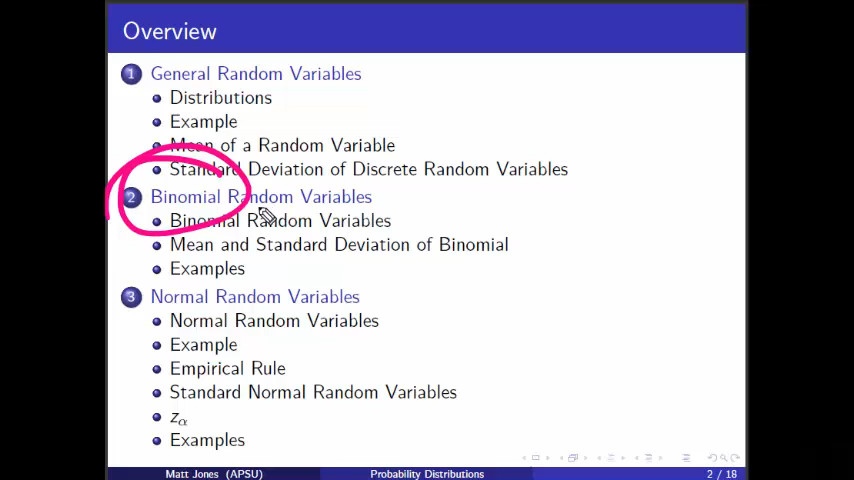 Overview
1 General Random Variables
Distributions
Example
Mean of a Random Variable
Standard Deviation of Discrete Random Variables
2 Binomial Random Variables
Binomial Random Variables
Mean and Standard Deviation of Binomial
Examples
3 Normal Random Variables
Normal Random Variables
Example
Empirical Rule
Standard Normal Random Variables
zα
Examples
Matt Jones (APSU) Probability Distributions 2 / 18